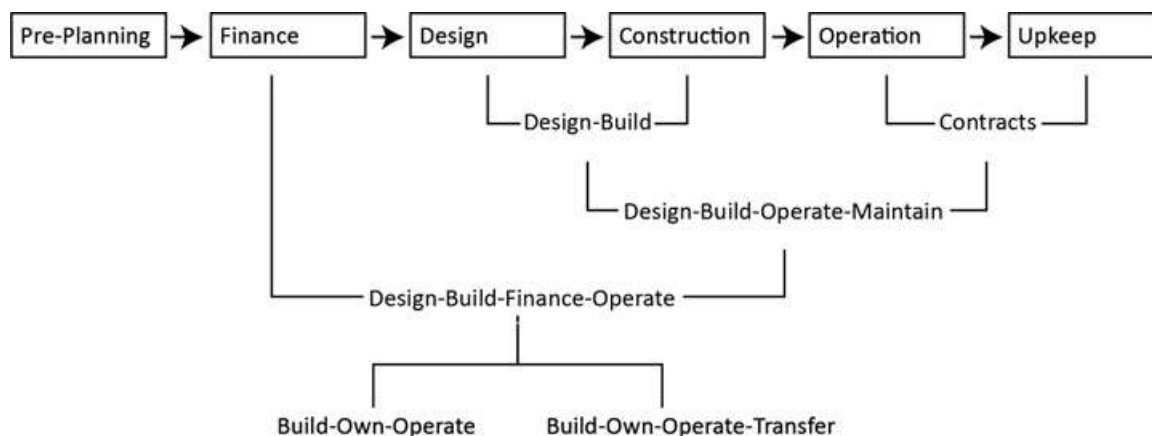 Pre-Planning Finance Design Construction Operation Upkeep
Design-Build Contracts
Design-Build-Operate-Maintain
Design-Build-Finance-Operate
Build-Own-Operate Build-Own-Operate-Transfer